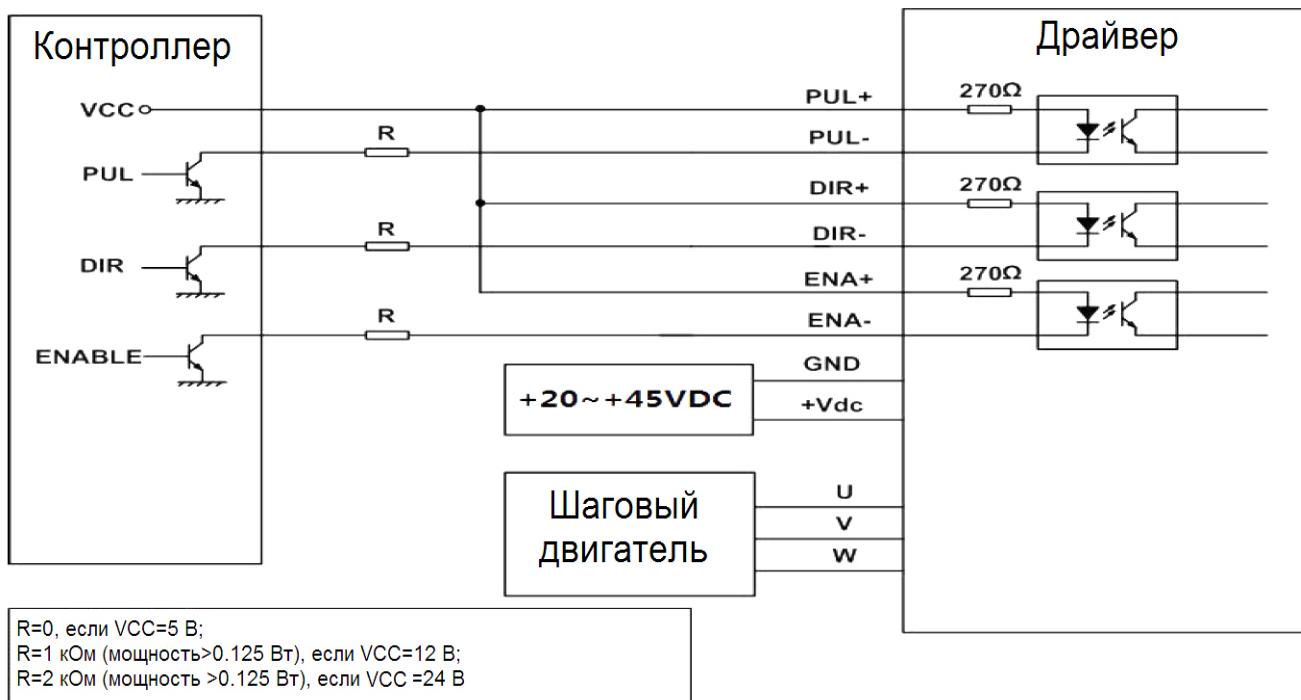 Контроллер
Драйвер
VCC
PUL+
270Ω
R
PUL-
PUL
DIR+
270Ω
R
DIR-
DIR
ENA+
270Ω
R
ENA-
ENABLE
GND
+20~+45VDC
+Vdc
Шаговый
двигатель
U
V
W
R=0, если VCC=5 В;
R=1 кОм (мощность>0.125 Вт), если VCC=12 В;
R=2 кОм (мощность >0.125 Вт), если VCC =24 В